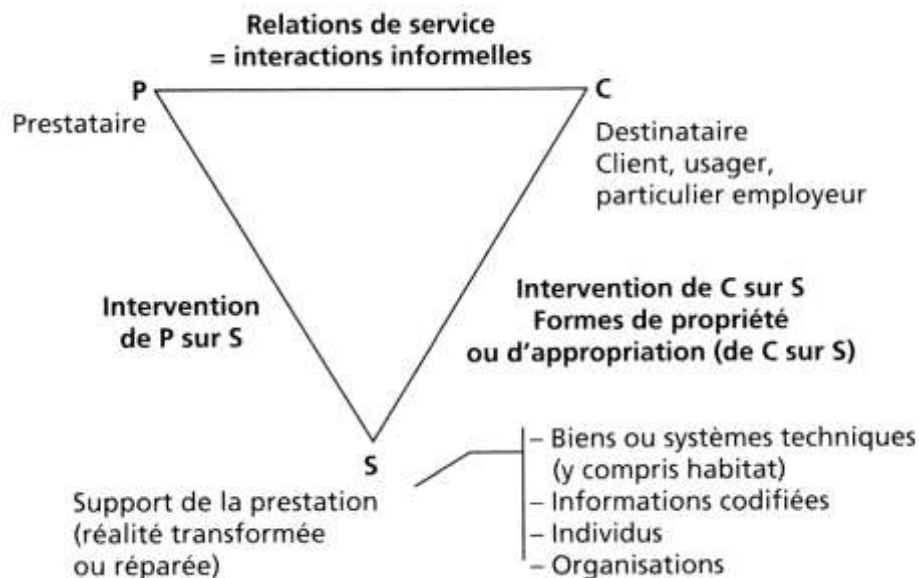 Relations de service
= interactions informelles
P
C
Prestataire
Destinataire
Client, usager,
particulier employeur
Intervention
de P sur S
Intervention de C sur S
Formes de propriété
ou d'appropriation (de C sur S)
S
Support de la prestation
(réalité transformée
ou réparée)
– Biens ou systèmes techniques
(y compris habitat)
– Informations codifiées
– Individus
– Organisations